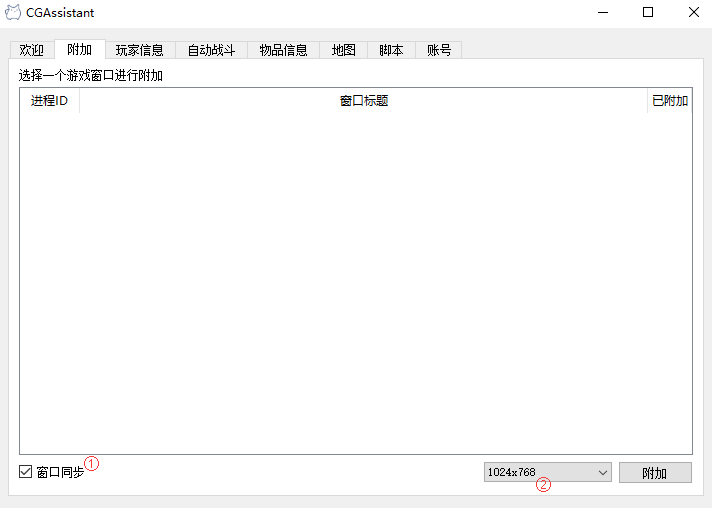 CGAssistant
欢迎 附加 玩家信息 自动战斗 物品信息 地图 脚本 账号
选择一个游戏窗口进行附加
进程ID 窗口标题 已附加
窗口同步 ① 1024x768 ② 附加